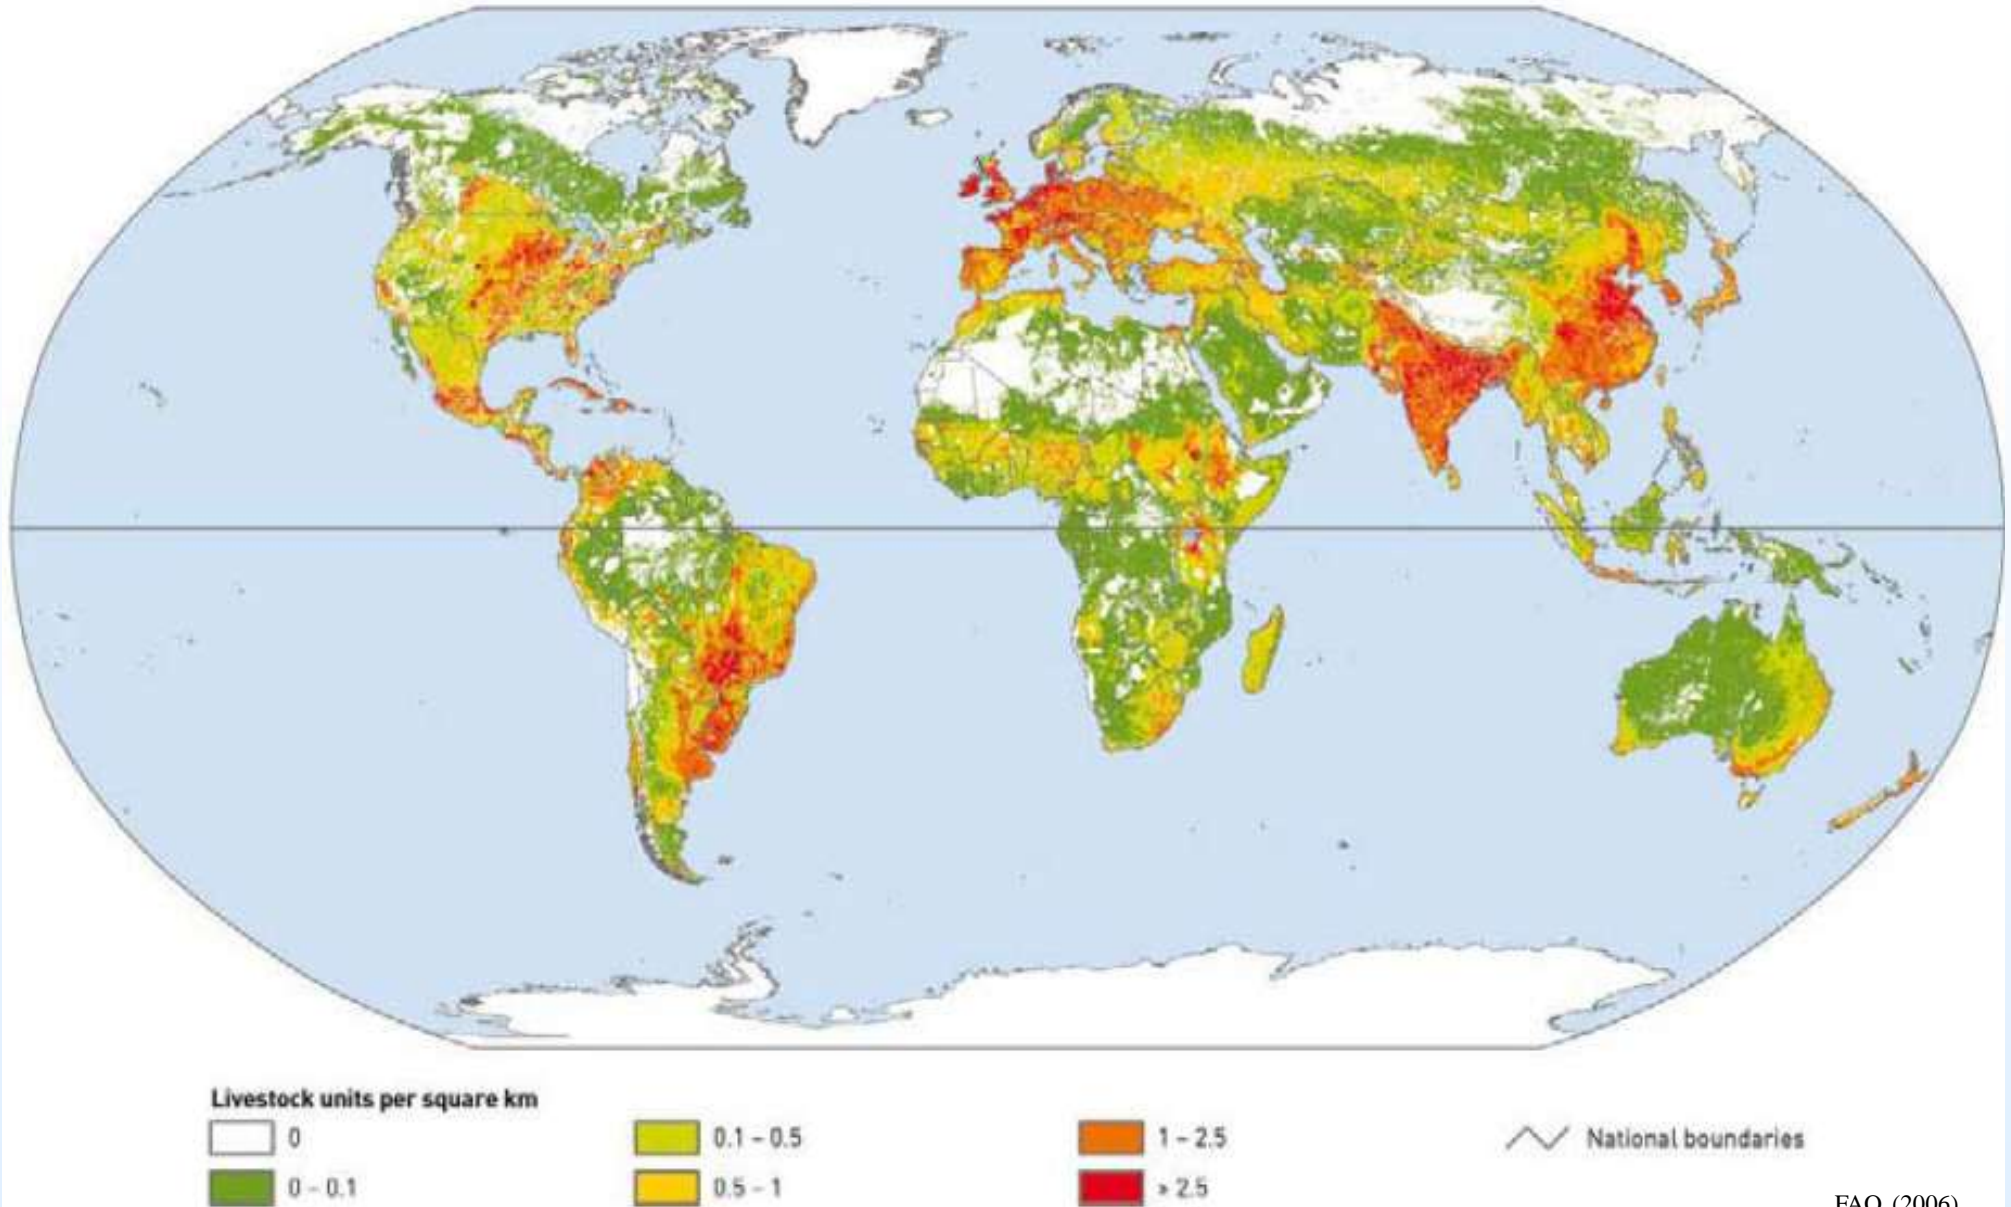 Livestock units per square km
0
0.1 – 0.5
1 – 2.5
National boundaries
0 – 0.1
0.5 – 1
> 2.5
FAO (2006)